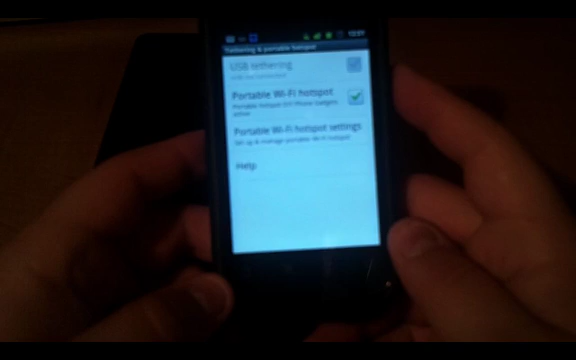 Tethering & portable hotspot
USB tethering
Portable Wi-Fi hotspot
Portable hotspot
active
Portable Wi-Fi hotspot settings
Set up & manage portable Wi-Fi hotspot
Help